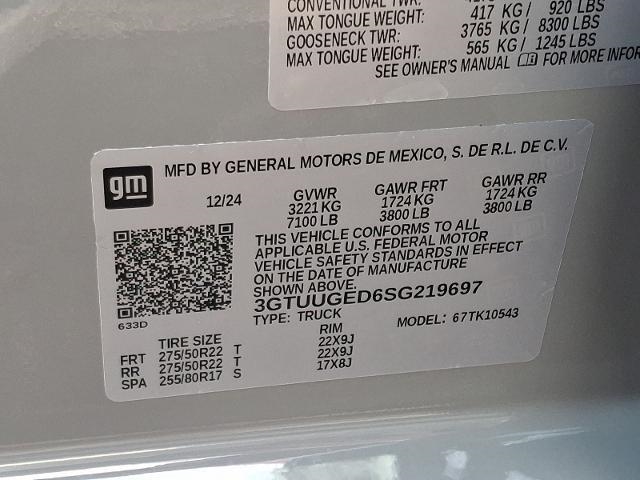 CONVENTIONAL TWR:
MAX TONGUE WEIGHT: 417 KG / 920 LBS
GOOSENECK TWR: 3765 KG / 8300 LBS
MAX TONGUE WEIGHT: 565 KG / 1245 LBS
SEE OWNER'S MANUAL FOR MORE INFOR
gm
MFD BY GENERAL MOTORS DE MEXICO, S. DE R.L. DE C.V.
12/24 GVWR GAWR FRT GAWR RR
3221 KG 1724 KG 1724 KG
7100 LB 3800 LB 3800 LB
THIS VEHICLE CONFORMS TO ALL
APPLICABLE U.S. FEDERAL MOTOR
VEHICLE SAFETY STANDARDS IN EFFECT
ON THE DATE OF MANUFACTURE
SHOWN ABOVE.
3GTUUGED6SG219697
633D
TYPE: TRUCK MODEL: 67TK10543
TIRE SIZE RIM
FRT 275/50R22 T 22X9J
RR 275/50R22 T 22X9J
SPA 255/80R17 S 17X8J